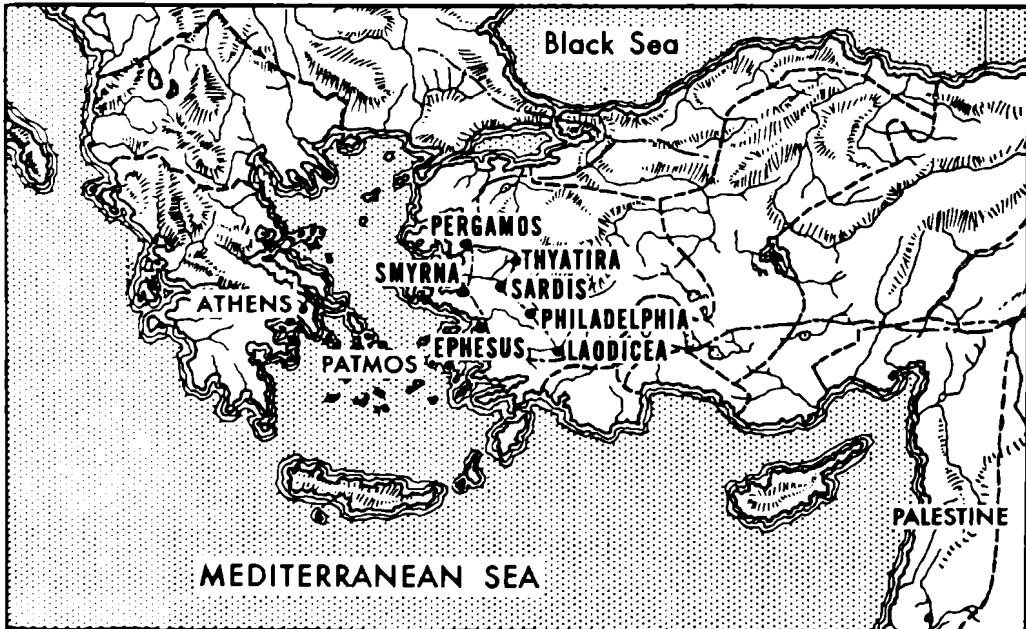 Black Sea
PERGAMOS
THYATIRA
SMYRNA
SARDIS
ATHENS
PHILADELPHIA
EPHESUS
LAODICEA
PATMOS
PALESTINE
MEDITERRANEAN SEA